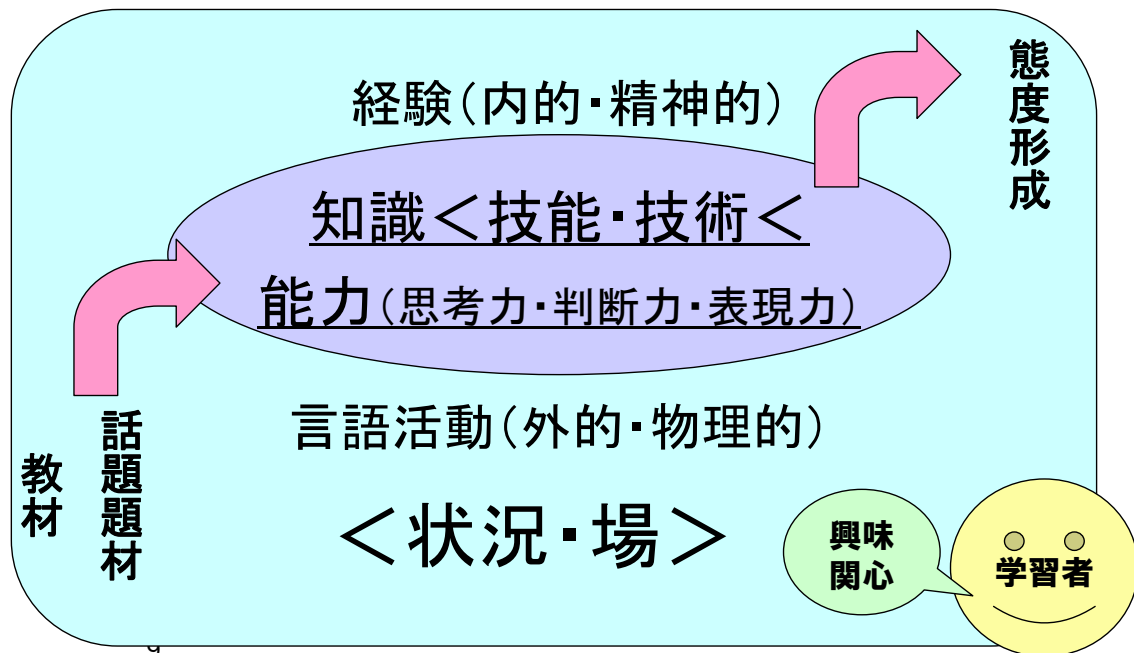 経験（内的・精神的）
態度形成
知識＜技能・技術＜
能力（思考力・判断力・表現力）
言語活動（外的・物理的）
教材
話題題材
＜状況・場＞
興味
関心
学習者